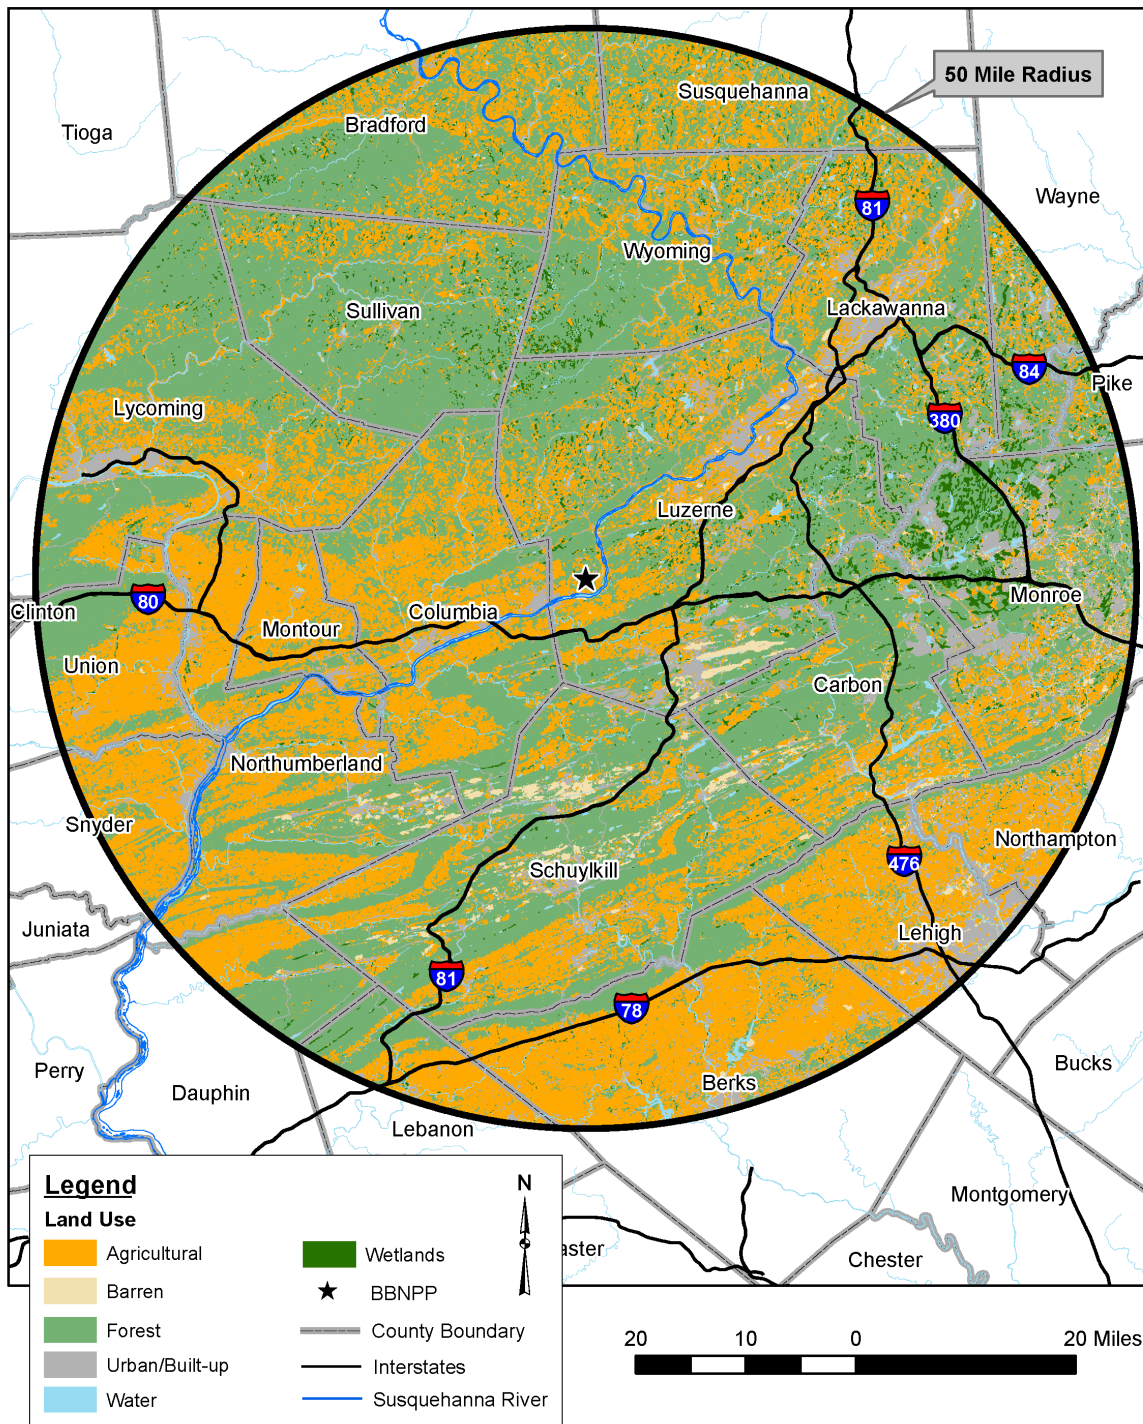 Susquehanna
50 Mile Radius
Tioga
Bradford
Wayne
81
Wyoming
Sullivan
Lackawanna
84
Pike
Lycoming
380
Luzerne
Clinton
80
Columbia
Monroe
Montour
Union
Carbon
Northumberland
Snyder
Northampton
476
Schuylkill
Juniata
Lehigh
81
78
Perry
Dauphin
Berks
Bucks
Lebanon
Montgomery
aster
Chester
Legend
N
Land Use
Agricultural
Wetlands
Barren
BBNPP
Forest
County Boundary
Urban/Built-up
Interstates
Water
Susquehanna River
20 10 0 20 Miles